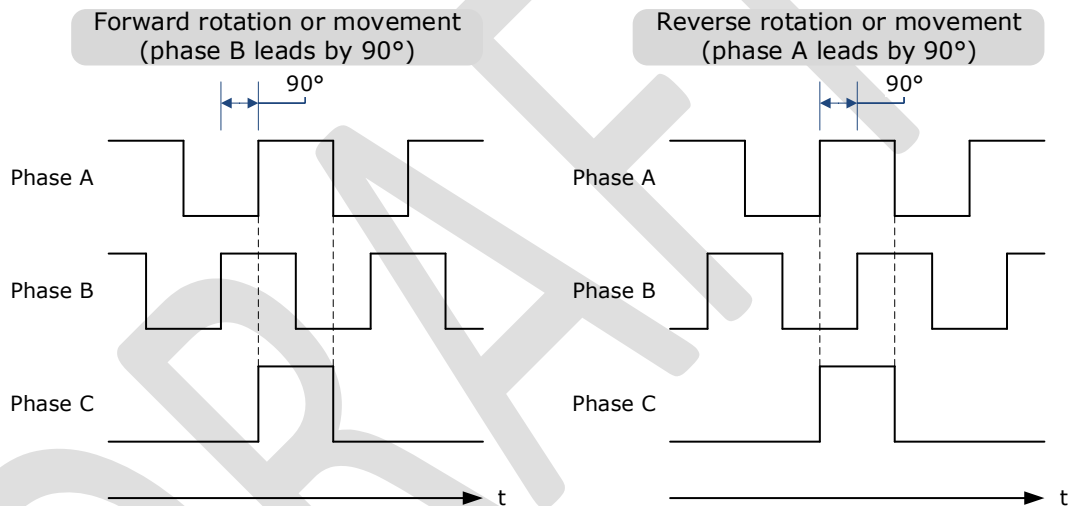 Forward rotation or movement
(phase B leads by 90°)
90°
Phase A
Phase B
Phase C
t
Reverse rotation or movement
(phase A leads by 90°)
90°
Phase A
Phase B
Phase C
t
DRAFT